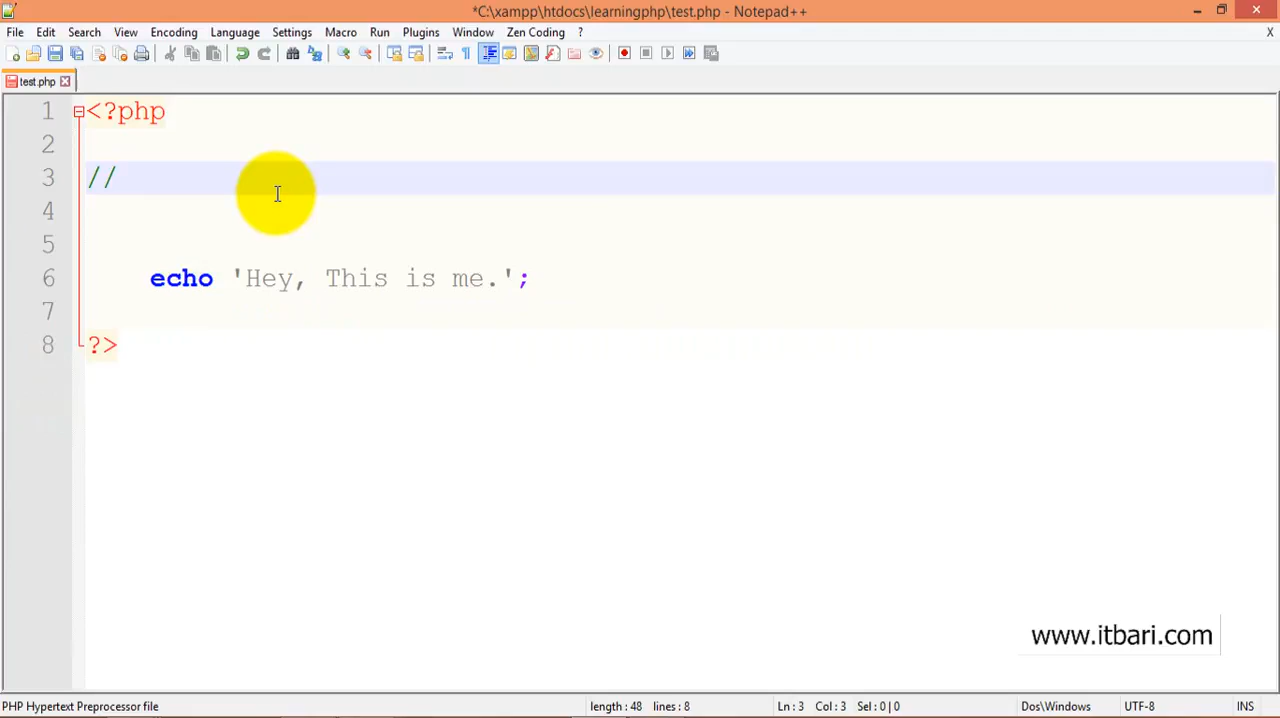 *C:\xampp\htdocs\learningphp\test.php - Notepad++
File Edit Search View Encoding Language Settings Macro Run Plugins Window Zen Coding ? X
test.php
1 <?php
2
3 //
4
5
6 echo 'Hey, This is me.';
7
8 ?>
www.itbari.com
PHP Hypertext Preprocessor file length : 48 lines : 8 Ln : 3 Col : 3 Sel : 0 | 0 Dos\Windows UTF-8 INS